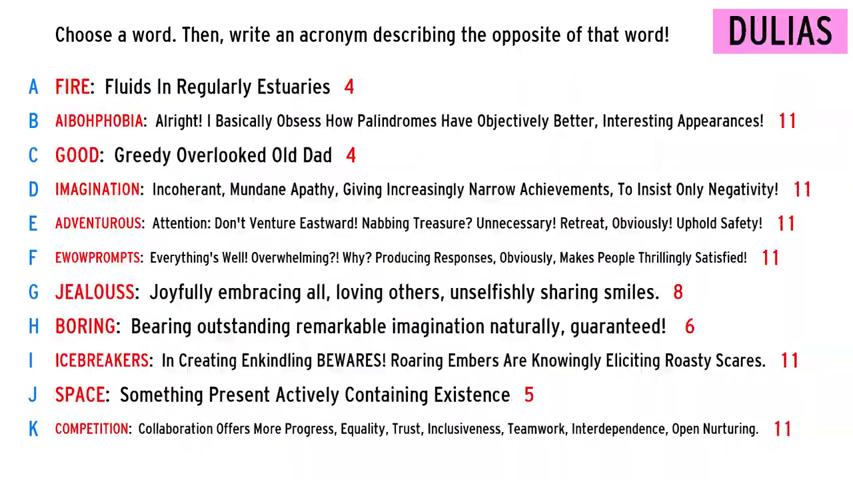 Choose a word. Then, write an acronym describing the opposite of that word!
DULIAS
A FIRE: Fluids In Regularly Estuaries 4
B AIBOHPHOBIA: Alright! I Basically Obsess How Palindromes Have Objectively Better, Interesting Appearances! 11
C GOOD: Greedy Overlooked Old Dad 4
D IMAGINATION: Incoherant, Mundane Apathy, Giving Increasingly Narrow Achievements, To Insist Only Negativity! 11
E ADVENTUROUS: Attention: Don't Venture Eastward! Nabbing Treasure? Unnecessary! Retreat, Obviously! Uphold Safety! 11
F EWOWPROMPTS: Everything's Well! Overwhelming?! Why? Producing Responses, Obviously, Makes People Thrillingly Satisfied! 11
G JEALOUSS: Joyfully embracing all, loving others, unselfishly sharing smiles. 8
H BORING: Bearing outstanding remarkable imagination naturally, guaranteed! 6
I ICEBREAKERS: In Creating Enkindling BEWARES! Roaring Embers Are Knowingly Eliciting Roasty Scares. 11
J SPACE: Something Present Actively Containing Existence 5
K COMPETITION: Collaboration Offers More Progress, Equality, Trust, Inclusiveness, Teamwork, Interdependence, Open Nurturing. 11